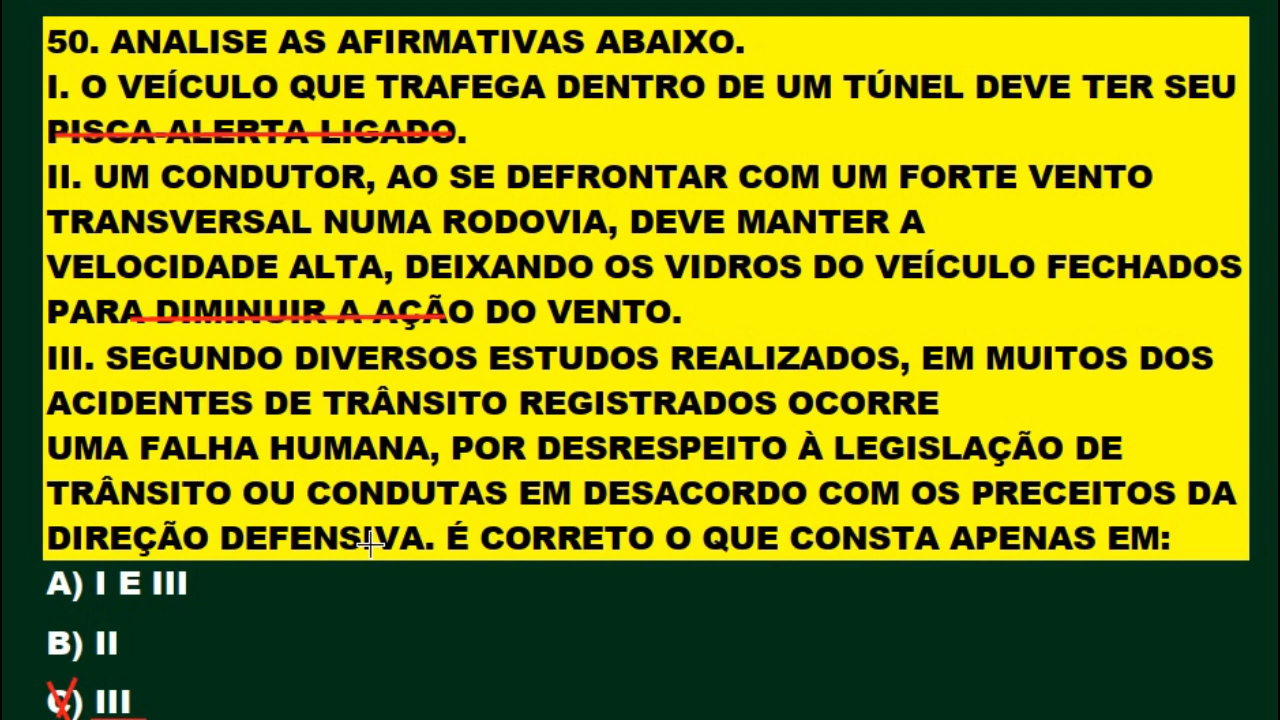 50. ANALISE AS AFIRMATIVAS ABAIXO.
I. O VEÍCULO QUE TRAFEGA DENTRO DE UM TÚNEL DEVE TER SEU
PISCA-ALERTA LIGADO.
II. UM CONDUTOR, AO SE DEFRONTAR COM UM FORTE VENTO
TRANSVERSAL NUMA RODOVIA, DEVE MANTER A
VELOCIDADE ALTA, DEIXANDO OS VIDROS DO VEÍCULO FECHADOS
PARA DIMINUIR A AÇÃO DO VENTO.
III. SEGUNDO DIVERSOS ESTUDOS REALIZADOS, EM MUITOS DOS
ACIDENTES DE TRÂNSITO REGISTRADOS OCORRE
UMA FALHA HUMANA, POR DESRESPEITO À LEGISLAÇÃO DE
TRÂNSITO OU CONDUTAS EM DESACORDO COM OS PRECEITOS DA
DIREÇÃO DEFENSIVA. É CORRETO O QUE CONSTA APENAS EM:
A) I E III
B) II
C) III